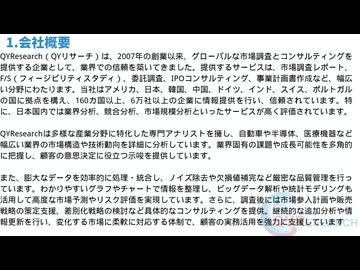 1.会社概要
QYResearch（QYリサーチ）は、2007年の創業以来、グローバルな市場調査とコンサルティングを
提供する企業として、業界での信頼を築いてきました。提供するサービスは、市場調査レポート、
F/S（フィージビリティスタディ）、委託調査、IPOコンサルティング、事業計画書作成など、幅広
い分野にわたります。当社はアメリカ、日本、韓国、中国、ドイツ、インド、スイス、ポルトガル
の国に拠点を構え、160カ国以上、6万社以上の企業に情報提供を行い、信頼されています。特
に、日本国内では業界分析、競合分析、市場規模分析といったサービスが高く評価されています。
QYResearchは多様な産業分野に特化した専門アナリストを擁し、自動車や半導体、医療機器など
幅広い業界の市場構造や技術動向を詳細に分析しています。業界固有の課題や成長可能性を多角的
に把握し、顧客の意思決定に役立つ示唆を提供しています。
また、膨大なデータを効率的に処理・統合し、ノイズ除去や欠損値補完など厳密な品質管理を行っ
ています。わかりやすいグラフやチャートで情報を整理し、ビッグデータ解析や統計モデリングも
活用して高度な市場予測やリスク評価を実現しています。さらに、調査後には市場参入計画や販売
戦略の策定支援、差別化戦略の検討など具体的なコンサルティングを提供。継続的な追加分析や情
報更新を行い、変化する市場に柔軟に対応する体制で、顧客の実務活用を強力に支援しています